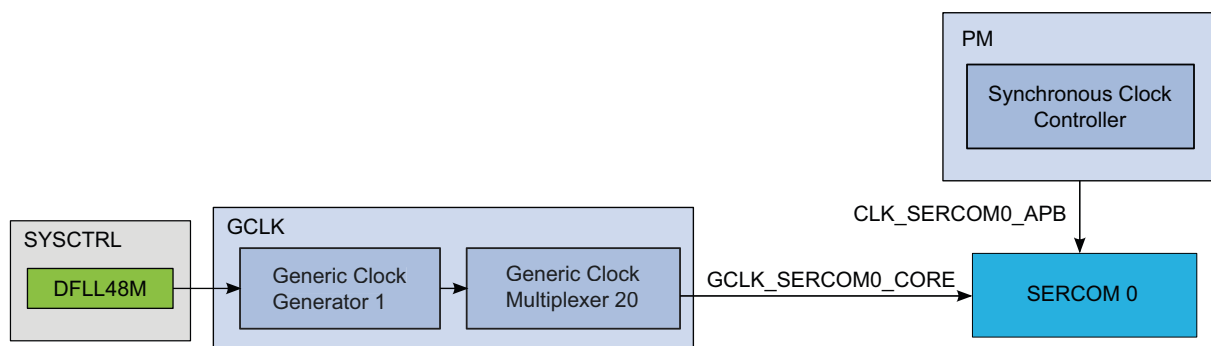 PM
Synchronous Clock
Controller
CLK_SERCOM0_APB
SYSCTRL
DFLL48M
GCLK
Generic Clock
Generator 1
Generic Clock
Multiplexer 20
GCLK_SERCOM0_CORE
SERCOM 0